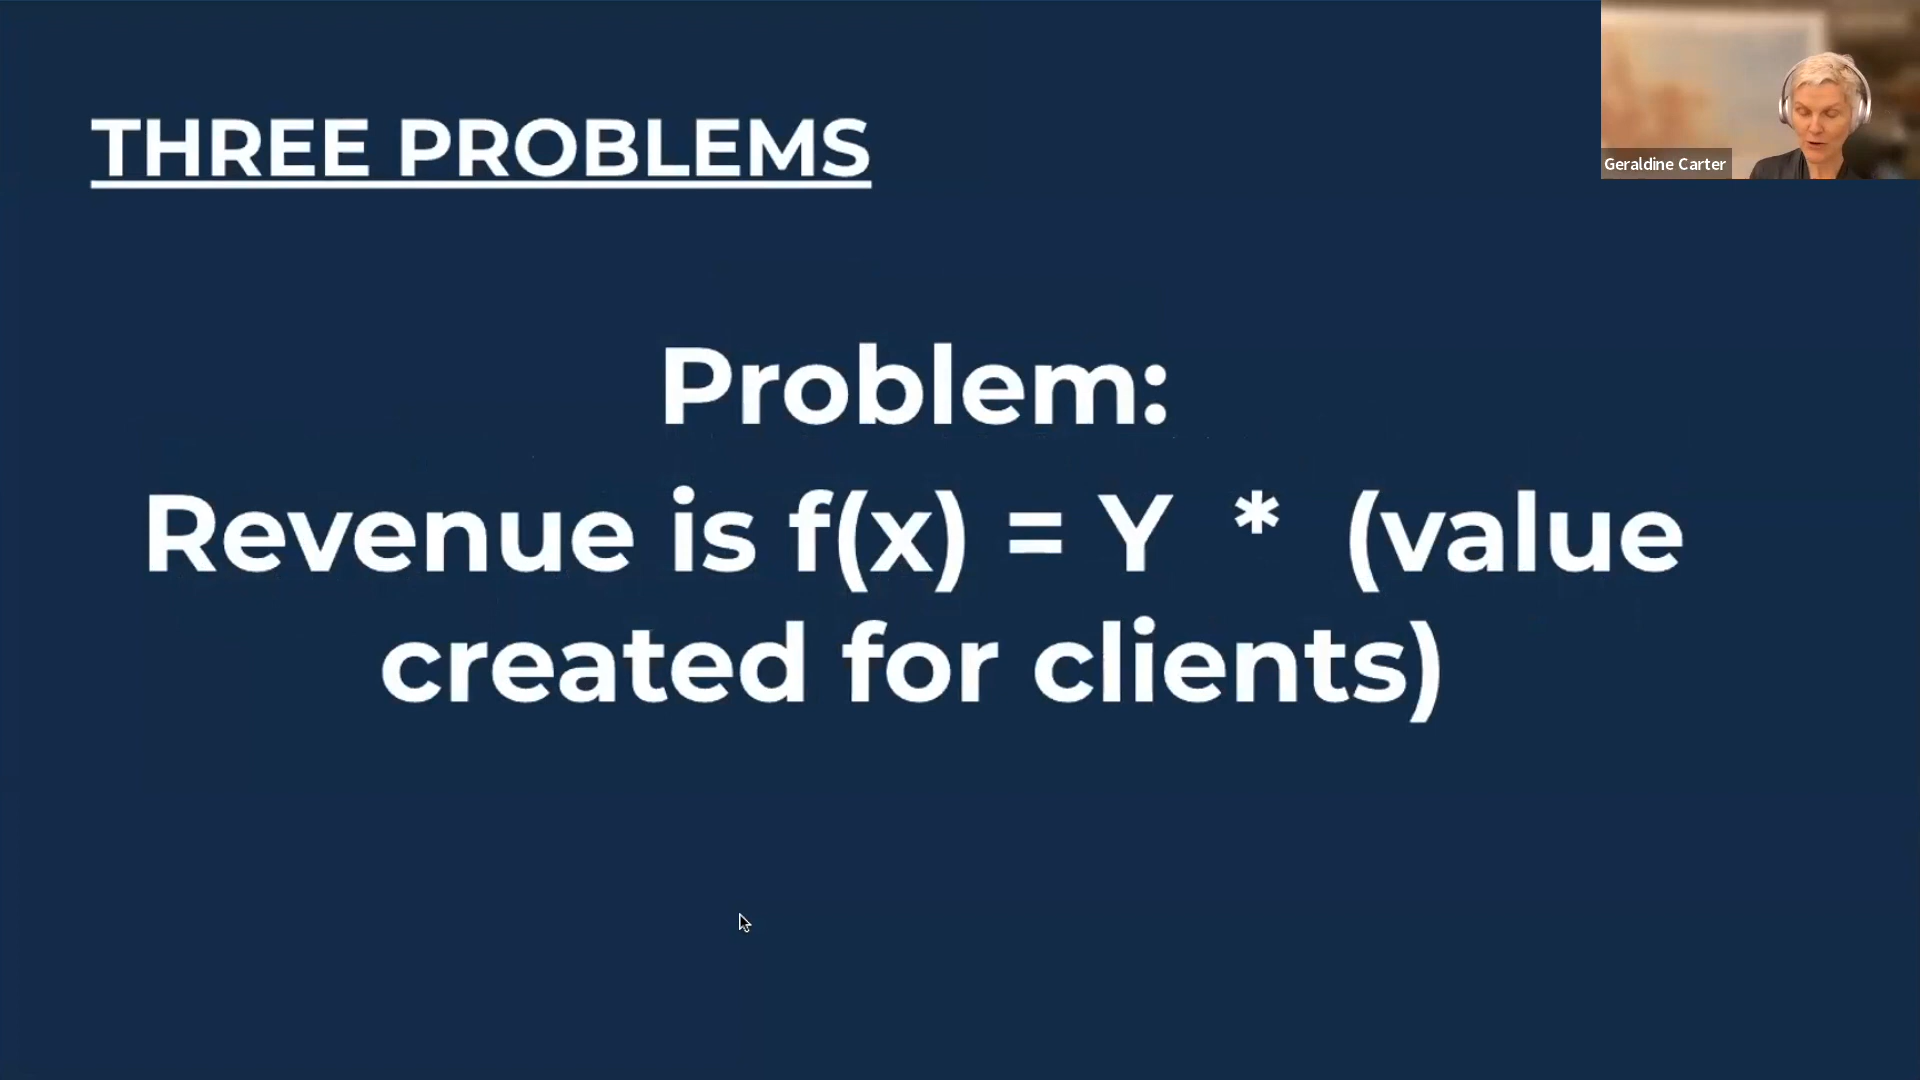 THREE PROBLEMS
Geraldine Carter
Problem:
Revenue is f(x) = Y * (value
created for clients)